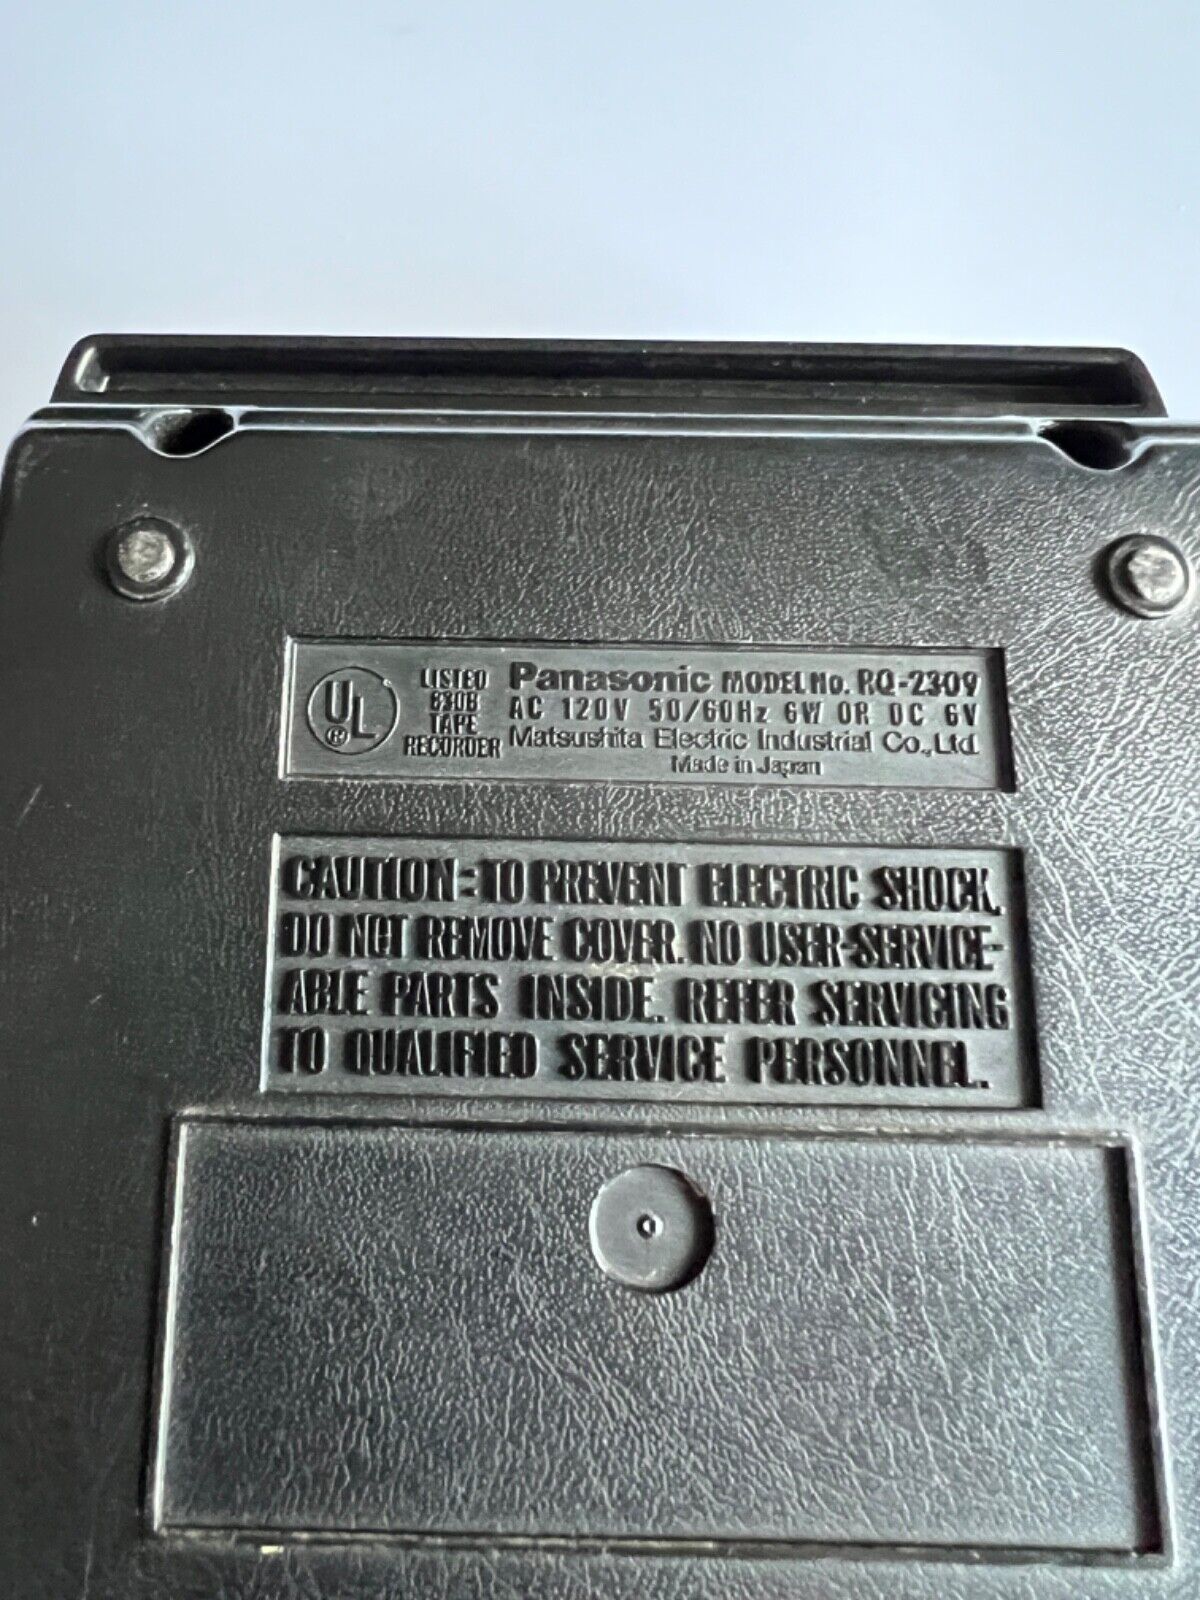 UL®
LISTED
830B
TAPE
RECORDER
Panasonic MODEL No. RQ-2309
AC 120V 50/60Hz 6W OR DC 6V
Matsushita Electric Industrial Co., Ltd.
Made in Japan
CAUTION: TO PREVENT ELECTRIC SHOCK,
DO NOT REMOVE COVER. NO USER-SERVICE-
ABLE PARTS INSIDE. REFER SERVICING
TO QUALIFIED SERVICE PERSONNEL.